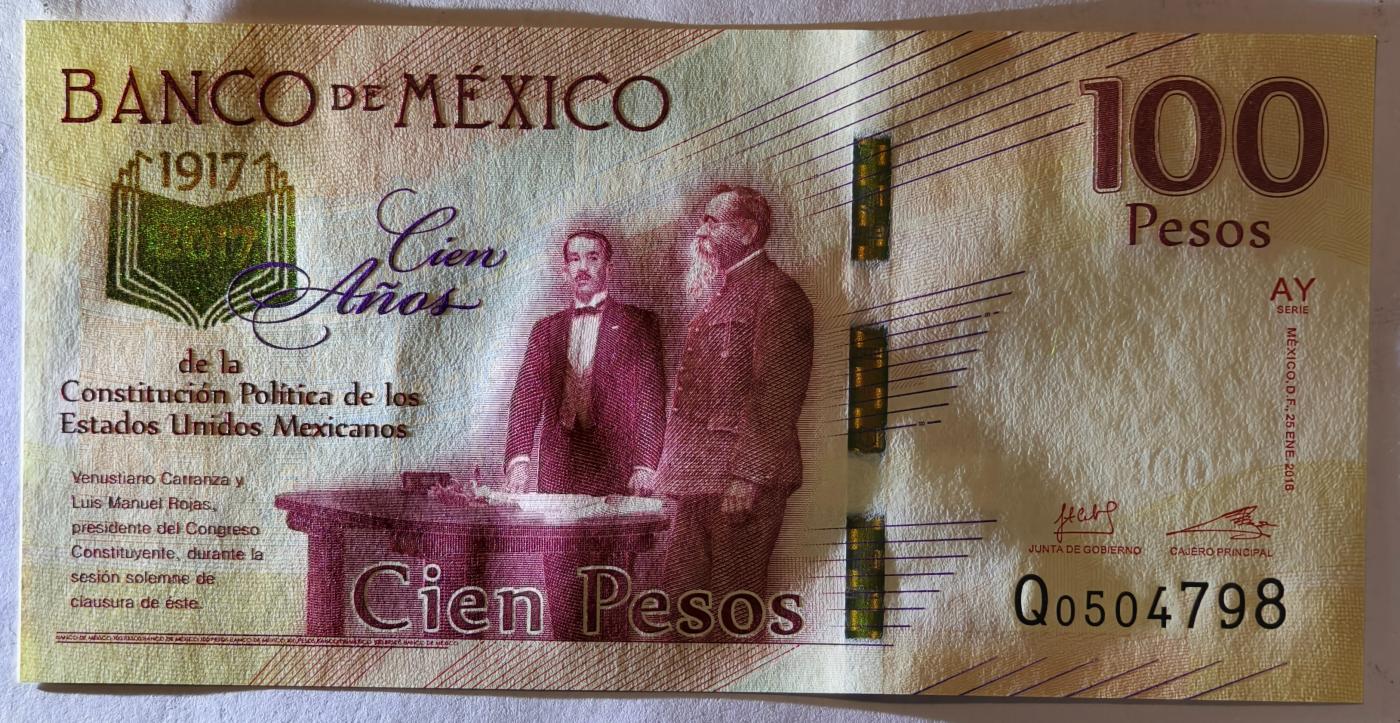 BANCO DE MÉXICO
1917
2017
Cien
Años
de la
Constitución Política de los
Estados Unidos Mexicanos
Venustiano Carranza y
Luis Manuel Rojas,
presidente del Congreso
Constituyente, durante la
sesión solemne de
clausura de éste.
Cien Pesos
100
Pesos
AY
SERIE
MÉXICO, D.F., 25 ENE. 2016
100
JUNTA DE GOBIERNO
CAJERO PRINCIPAL
Q0504798